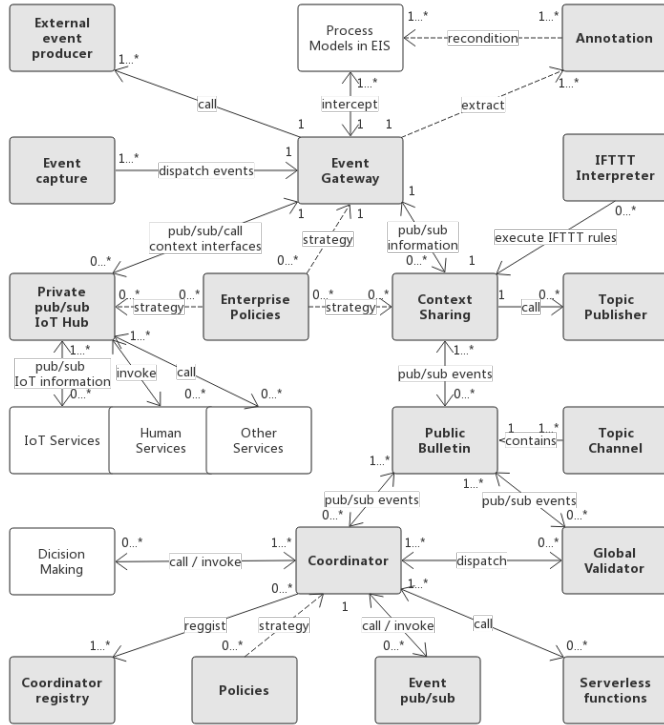 External
event
producer
Process
Models in EIS
Annotation
1...*
1...*
recondition
1...*
1...*
1...*
call
intercept
extract
1
1
1
Event
capture
1...*
dispatch events
1
Event
Gateway
IFTTT
Interpreter
1
1
1
0...*
pub/sub/call
context interfaces
strategy
pub/sub
information
execute IFTTT rules
0...*
0...*
0...*
1
Private
pub/sub
IoT Hub
0...*
strategy
0...*
Enterprise
Policies
0...*
strategy
0...*
Context
Sharing
1
call
0...*
Topic
Publisher
1...*
1...*
1...*
pub/sub
IoT information
invoke
call
pub/sub events
0...*
0...*
0...*
0...*
IoT Services
Human
Services
Other
Services
Public
Bulletin
1
contains
1...*
Topic
Channel
1...*
1...*
pub/sub events
pub/sub events
0...*
0...*
Dicision
Making
0...*
call / invoke
1...*
Coordinator
1...*
dispatch
0...*
Global
Validator
0...*
1
1...*
reggist
strategy
call / invoke
call
1...*
0...*
0...*
0...*
Coordinator
registry
Policies
Event
pub/sub
Serverless
functions